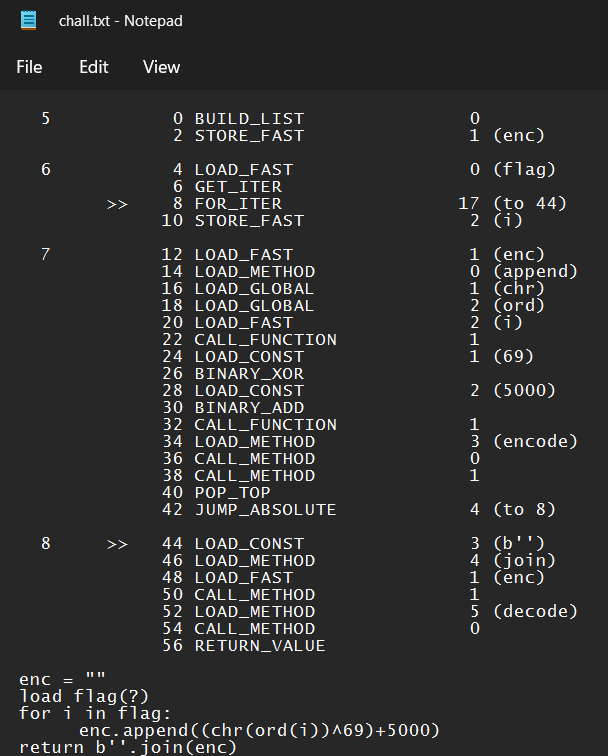 chall.txt - Notepad
File Edit View
5 0 BUILD_LIST 0
2 STORE_FAST 1 (enc)
6 4 LOAD_FAST 0 (flag)
6 GET_ITER
>> 8 FOR_ITER 17 (to 44)
10 STORE_FAST 2 (i)
7 12 LOAD_FAST 1 (enc)
14 LOAD_METHOD 0 (append)
16 LOAD_GLOBAL 1 (chr)
18 LOAD_GLOBAL 2 (ord)
20 LOAD_FAST 2 (i)
22 CALL_FUNCTION 1
24 LOAD_CONST 1 (69)
26 BINARY_XOR
28 LOAD_CONST 2 (5000)
30 BINARY_ADD
32 CALL_FUNCTION 1
34 LOAD_METHOD 3 (encode)
36 CALL_METHOD 0
38 CALL_METHOD 1
40 POP_TOP
42 JUMP_ABSOLUTE 4 (to 8)
8 >> 44 LOAD_CONST 3 (b'')
46 LOAD_METHOD 4 (join)
48 LOAD_FAST 1 (enc)
50 CALL_METHOD 1
52 LOAD_METHOD 5 (decode)
54 CALL_METHOD 0
56 RETURN_VALUE
enc = ""
load flag(?)
for i in flag:
enc.append((chr(ord(i))^69)+5000)
return b''.join(enc)